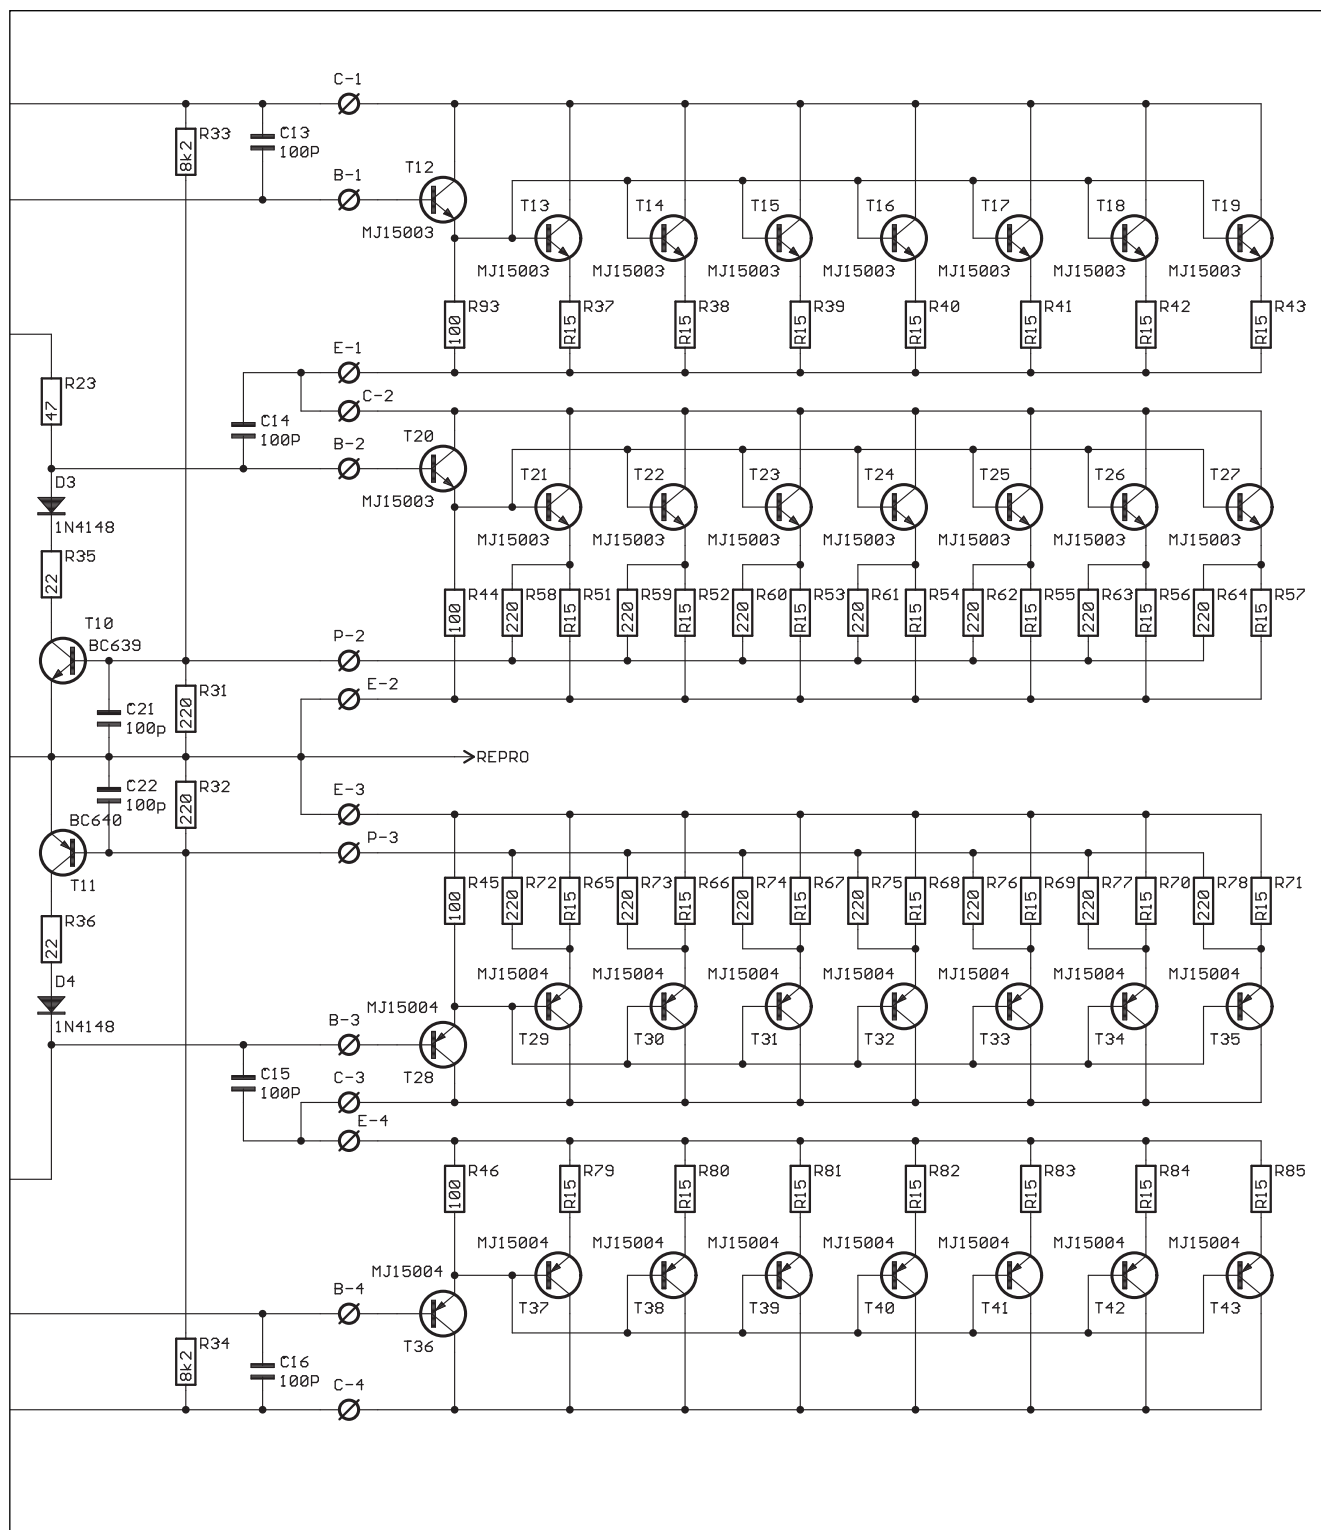 C-1
R33
8k2
C13
100P
T12
B-1
MJ15003
T13 T14 T15 T16 T17 T18 T19
MJ15003 MJ15003 MJ15003 MJ15003 MJ15003 MJ15003 MJ15003
R93 R37 R38 R39 R40 R41 R42 R43
100 R15 R15 R15 R15 R15 R15 R15
E-1
R23
47
C-2
C14
100P
T20
B-2
MJ15003
D3
1N4148
T21 T22 T23 T24 T25 T26 T27
MJ15003 MJ15003 MJ15003 MJ15003 MJ15003 MJ15003 MJ15003
R35
22
R44 R58 R51 R59 R52 R60 R53 R61 R54 R62 R55 R63 R56 R64 R57
100 220 R15 220 R15 220 R15 220 R15 220 R15 220 R15 220 R15
T10
BC639
P-2
E-2
R31
220
C21
100p
REPRO
C22
100p
R32
220
E-3
BC640
T11
P-3
R45 R72 R65 R73 R66 R74 R67 R75 R68 R76 R69 R77 R70 R78 R71
100 220 R15 220 R15 220 R15 220 R15 220 R15 220 R15 220 R15
R36
22
D4
1N4148
MJ15004 MJ15004 MJ15004 MJ15004 MJ15004 MJ15004 MJ15004
MJ15004
B-3
T29 T30 T31 T32 T33 T34 T35
T28
C15
100P
C-3
E-4
R46 R79 R80 R81 R82 R83 R84 R85
100 R15 R15 R15 R15 R15 R15 R15
MJ15004 MJ15004 MJ15004 MJ15004 MJ15004 MJ15004 MJ15004
MJ15004
B-4
T37 T38 T39 T40 T41 T42 T43
T36
R34
8k2
C16
100P
C-4